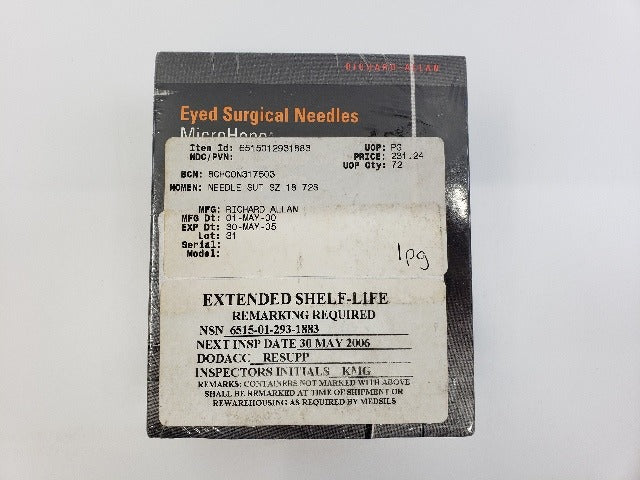 RICHARD-ALLAN
Eyed Surgical Needles
Item Id: 6515012931883 UOP: PG
NDC/PVN: PRICE: 231.24
UOP Qty: 72
BCN:
NOMEN: NEEDLE SUT SZ 18 72S
MFG: RICHARD ALLAN
MFG Dt: 01-MAY-00
EXP Dt: 30-MAY-05
Lot: 31
Serial:
Model:
1pg
EXTENDED SHELF-LIFE
REMARKING REQUIRED
NSN 6515-01-293-1883
NEXT INSP DATE 30 MAY 2006
DODACC RESUPP
INSPECTORS INITIALS KMG
REMARKS: CONTAINERS NOT MARKED WITH ABOVE
SHALL BE REMARKED AT TIME OF SHIPMENT OR
REWAREHOUSING AS REQUIRED BY MEDSILS